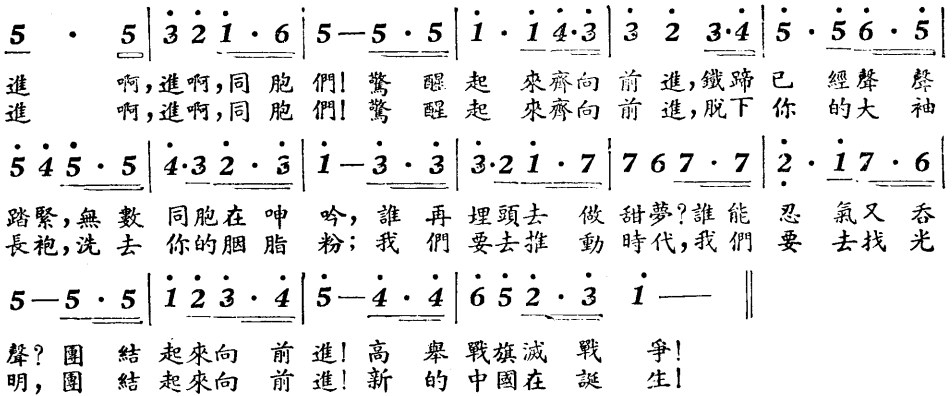 5 · 5 | 3 2 1 · 6 | 5 — 5 · 5 | 1 · 1 4·3 | 3 2 3·4 | 5 · 5 6 · 5
進 啊,進啊,同胞們!驚醒起來齊向前進,鐵蹄已經聲聲
進 啊,進啊,同胞們!驚醒起來齊向前進,脫下你的大袖
5 4 5 · 5 | 4·3 2 · 3 | 1 — 3 · 3 | 3·2 1 · 7 | 7 6 7 · 7 | 2 · 1 7 · 6
踏緊,無數同胞在呻吟,誰再埋頭去做甜夢?誰能忍氣又吞
長袍,洗去你的胭脂粉;我們要去推動時代,我們要去找光
5 — 5 · 5 | 1 2 3 · 4 | 5 — 4 · 4 | 6 5 2 · 3 1 —
聲?團結起來向前進!高舉戰旗滅戰爭!
明,團結起來向前進!新的中國在誕生!